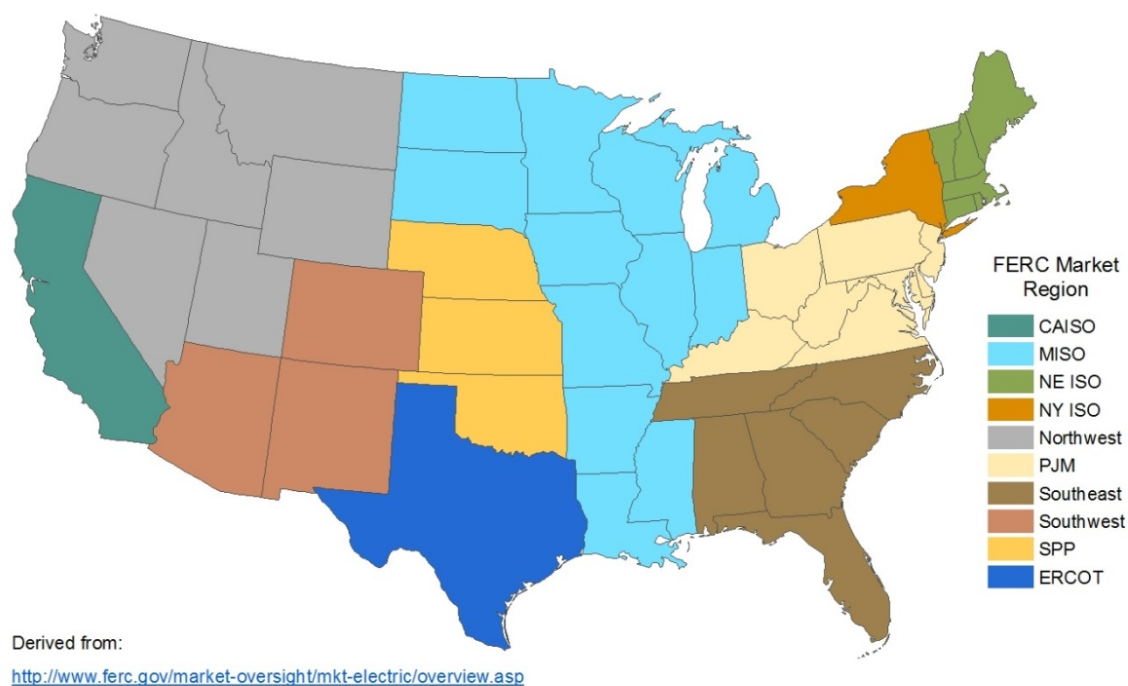 FERC Market
Region
CAISO
MISO
NE ISO
NY ISO
Northwest
PJM
Southeast
Southwest
SPP
ERCOT
Derived from:
http://www.ferc.gov/market-oversight/mkt-electric/overview.asp